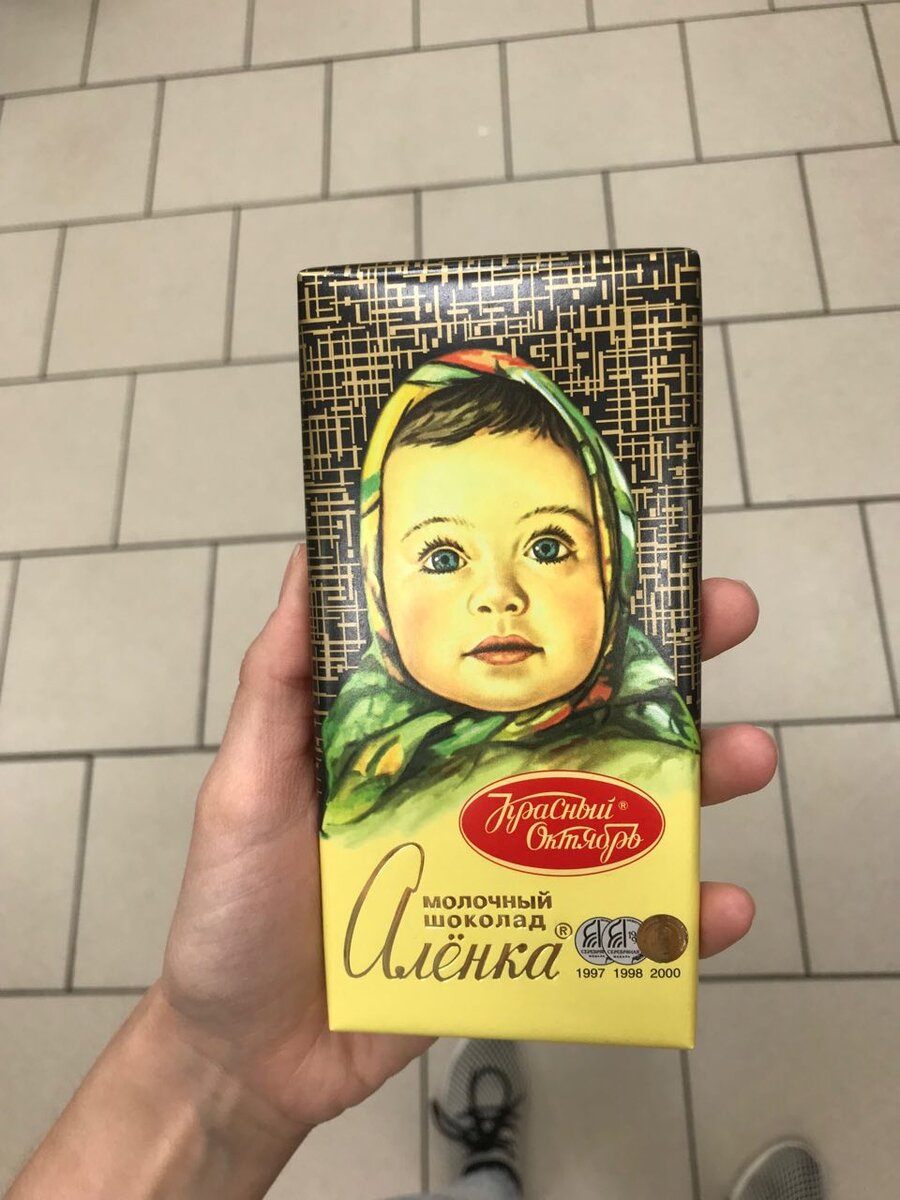 Красный®
Октябрь
молочный
шоколад
Алёнка®
1997 1998 2000